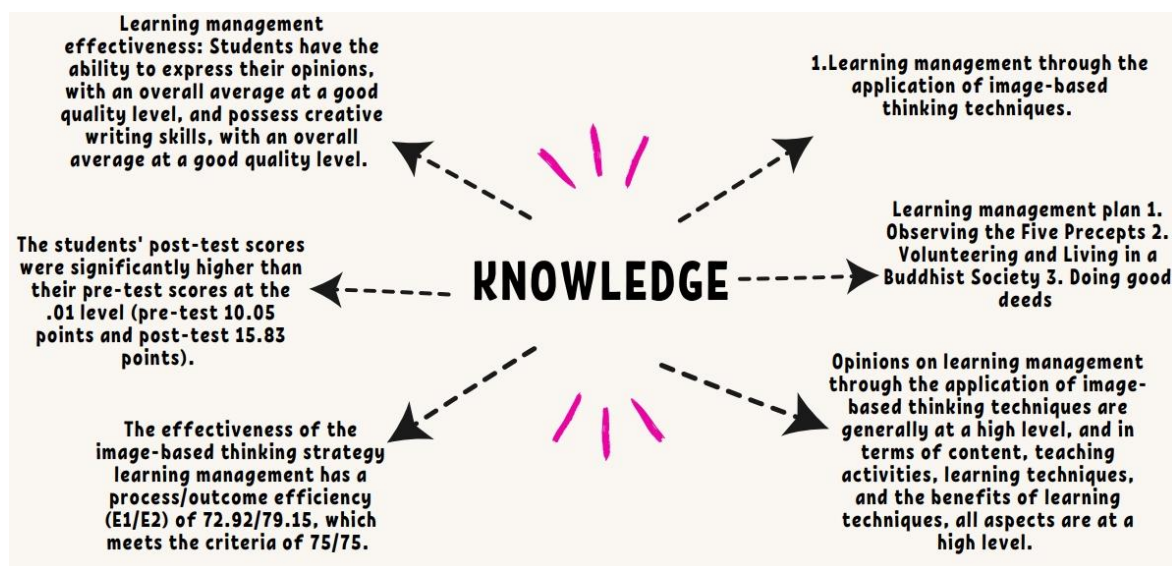 Learning management
effectiveness: Students have the
ability to express their opinions,
with an overall average at a good
quality level, and possess creative
writing skills, with an overall
average at a good quality level.
1.Learning management through the
application of image-based
thinking techniques.
The students' post-test scores
were significantly higher than
their pre-test scores at the
.01 level (pre-test 10.05
points and post-test 15.83
points).
KNOWLEDGE
Learning management plan 1.
Observing the Five Precepts 2.
Volunteering and Living in a
Buddhist Society 3. Doing good
deeds
The effectiveness of the
image-based thinking strategy
learning management has a
process/outcome efficiency
(E1/E2) of 72.92/79.15, which
meets the criteria of 75/75.
Opinions on learning management
through the application of image-
based thinking techniques are
generally at a high level, and in
terms of content, teaching
activities, learning techniques,
and the benefits of learning
techniques, all aspects are at a
high level.